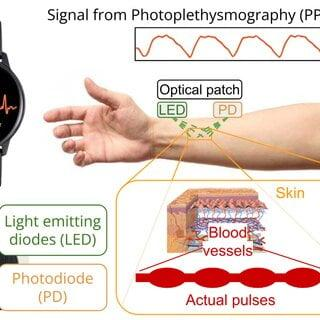 Signal from Photoplethysmography (PP
Optical patch
LED
PD
Skin
Light emitting
diodes (LED)
Blood
vessels
Photodiode
(PD)
Actual pulses